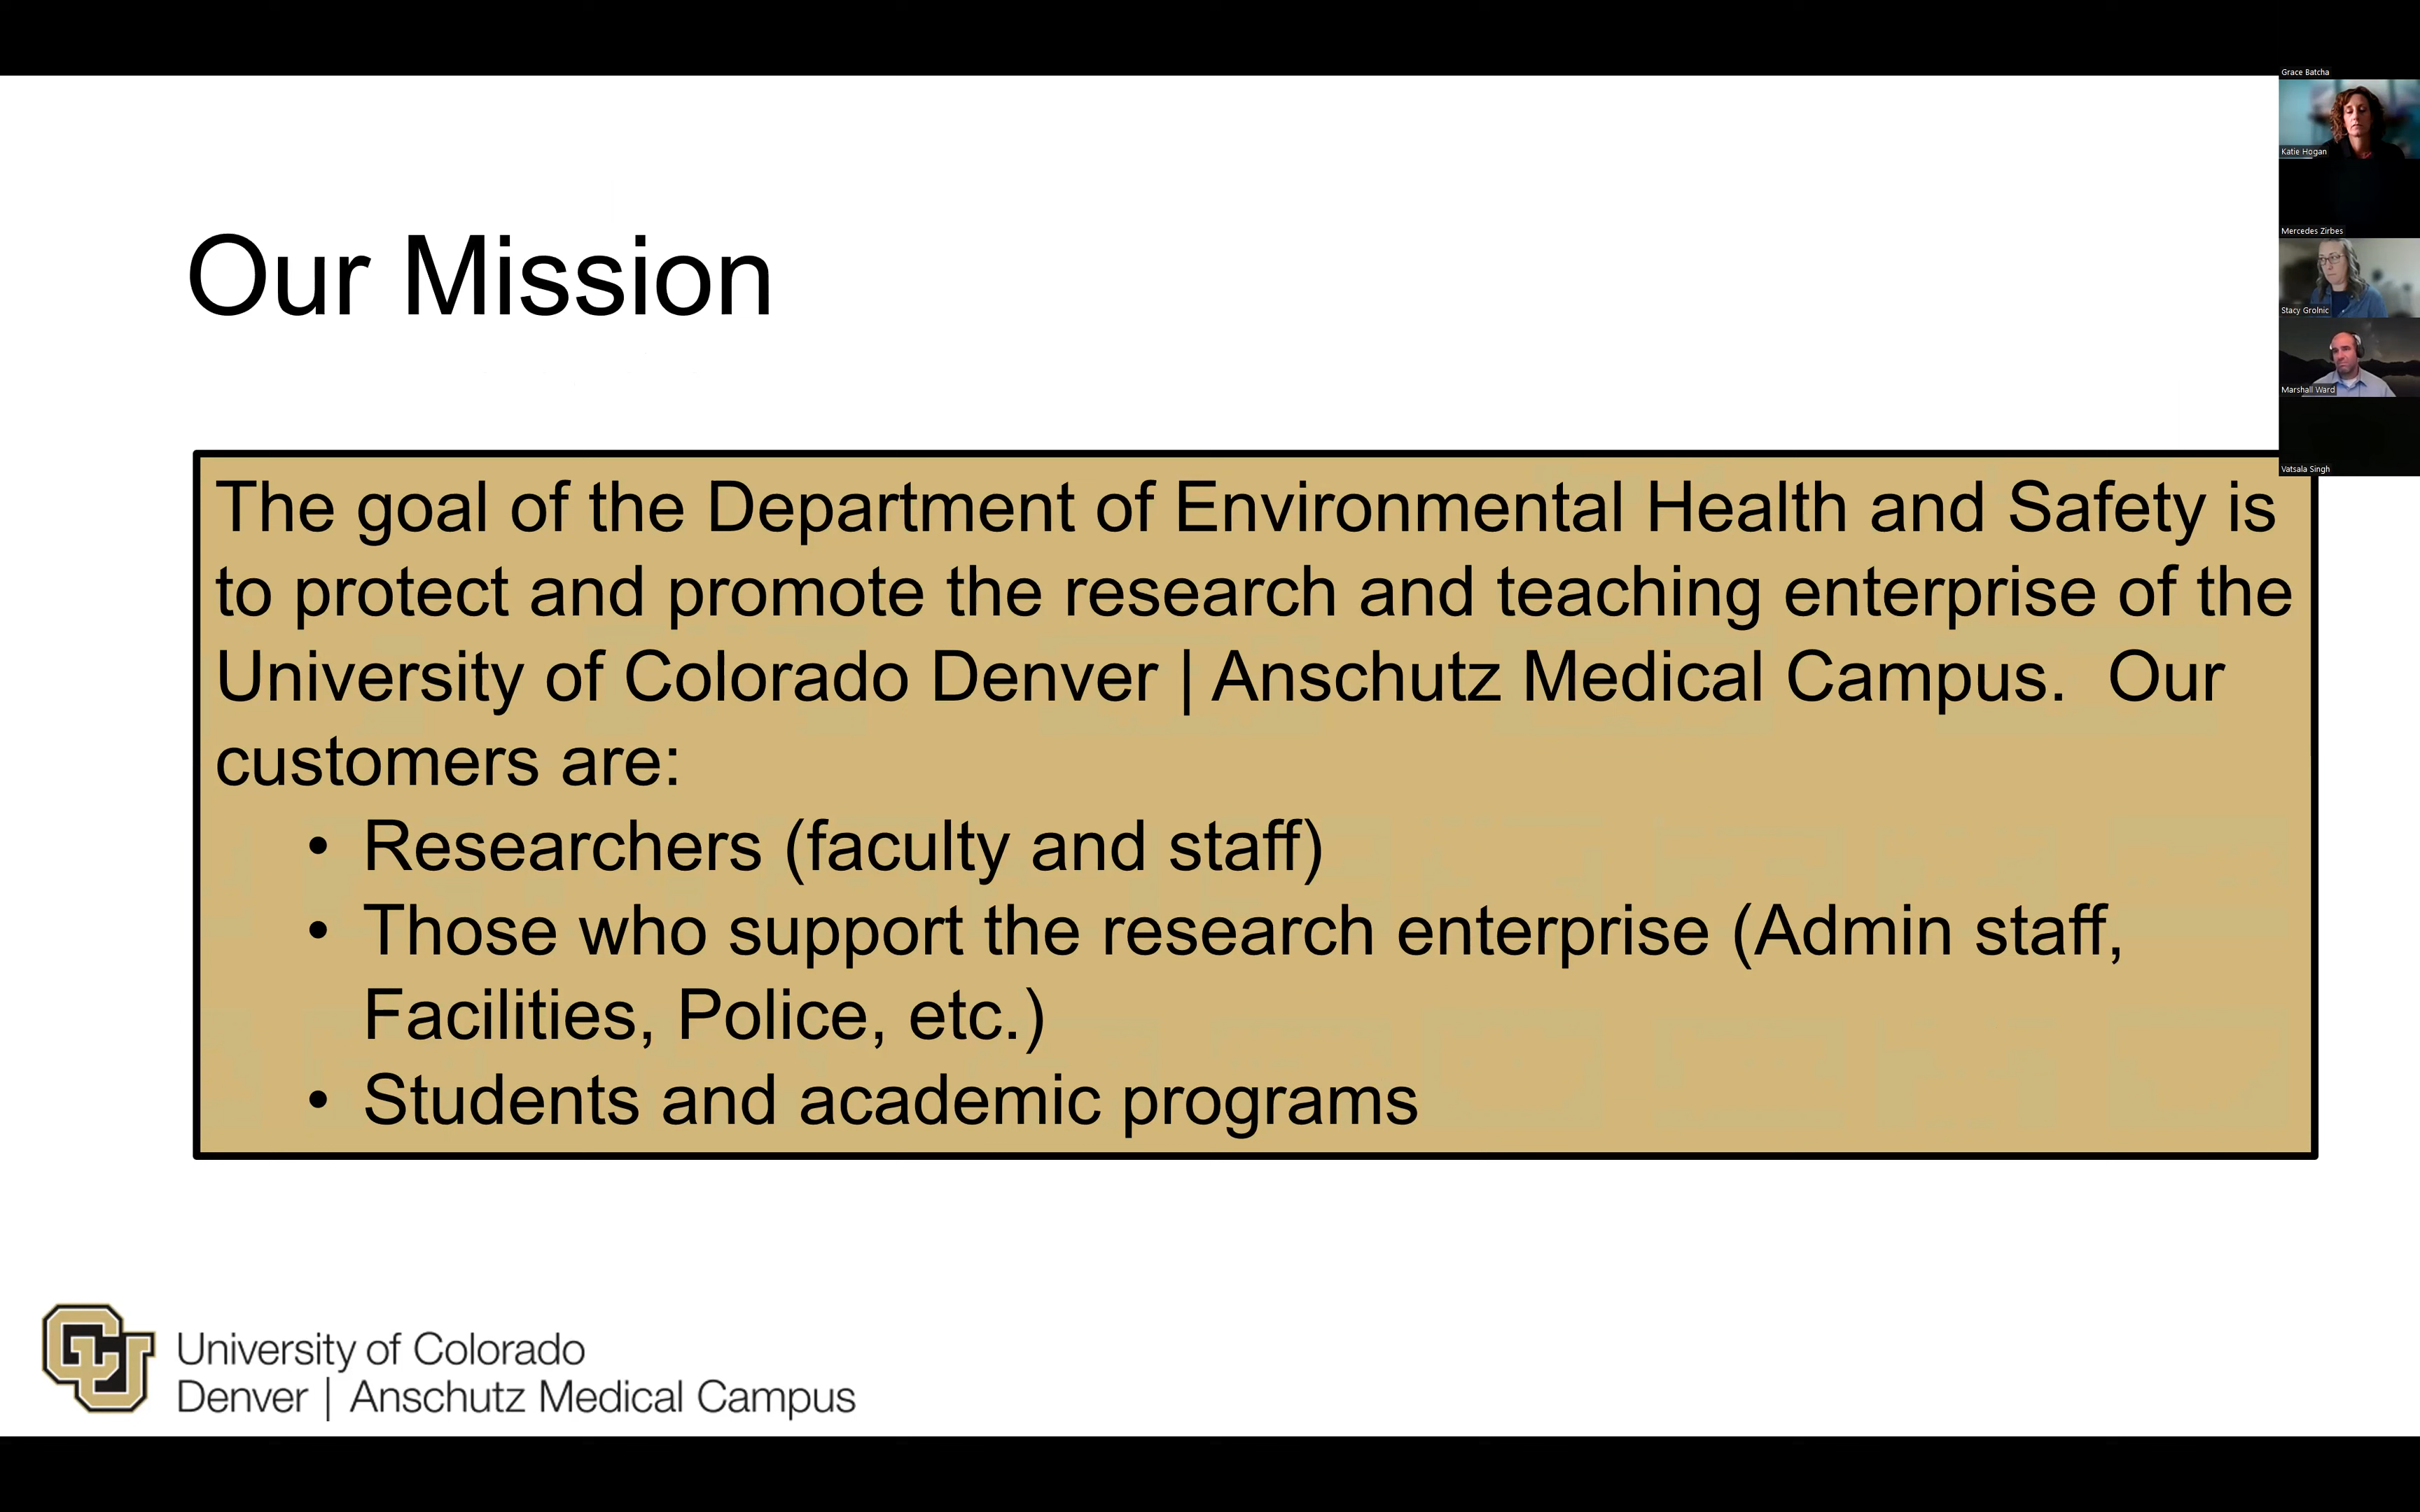 Grace Batcha
Katie Hogan
Mercedes Zirbes
Stacy Grolnic
Marshall Ward
Vatsala Singh
Our Mission
The goal of the Department of Environmental Health and Safety is
to protect and promote the research and teaching enterprise of the
University of Colorado Denver | Anschutz Medical Campus.  Our
customers are:
• Researchers (faculty and staff)
• Those who support the research enterprise (Admin staff,
Facilities, Police, etc.)
• Students and academic programs
CU
University of Colorado
Denver | Anschutz Medical Campus